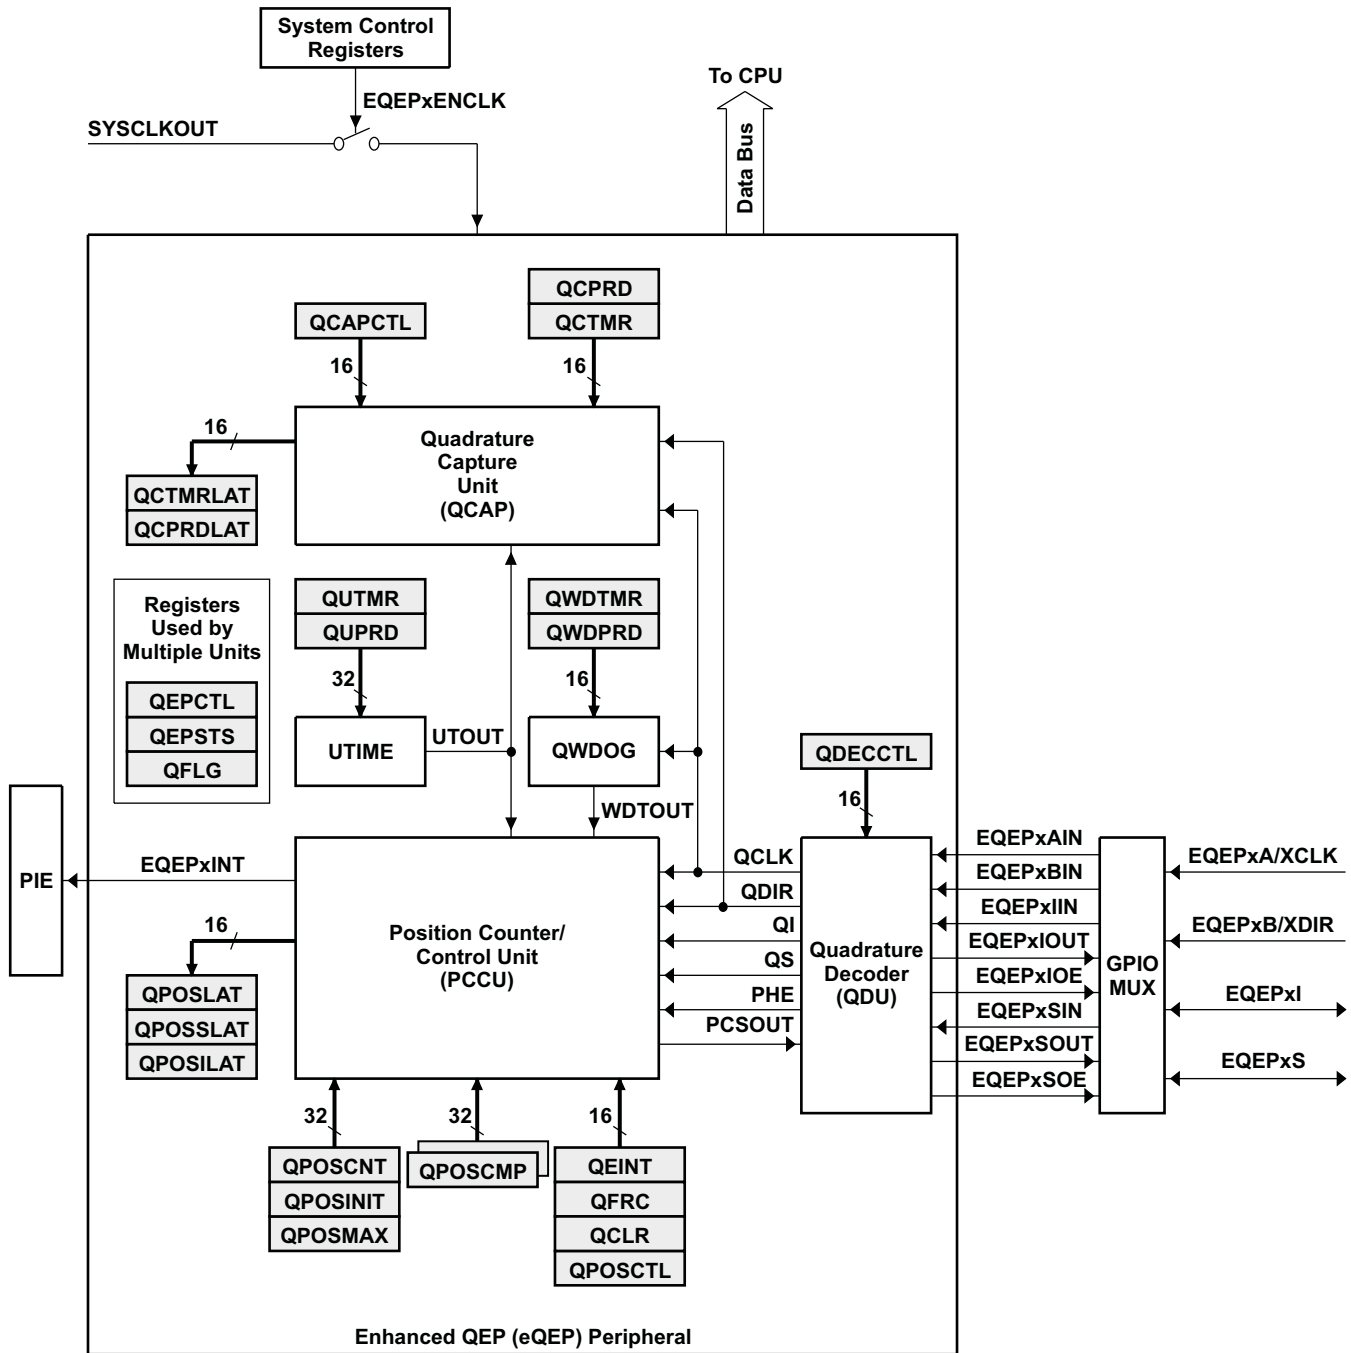 System Control
Registers
To CPU
EQEPxENCLK
SYSCLKOUT
Data Bus
QCPRD
QCAPCTL
QCTMR
16
16
16
Quadrature
Capture
Unit
(QCAP)
QCTMRLAT
QCPRDLAT
Registers
Used by
Multiple Units
QEPCTL
QEPSTS
QFLG
QUTMR
QUPRD
QWDTMR
QWDPRD
32
16
UTIME
UTOUT
QWDOG
WDTOUT
QDECCTL
16
PIE
EQEPxINT
16
Position Counter/
Control Unit
(PCCU)
QCLK
QDIR
QI
QS
PHE
PCSOUT
Quadrature
Decoder
(QDU)
EQEPxAIN
EQEPxBIN
EQEPxIIN
EQEPxIOUT
EQEPxIOE
EQEPxSIN
EQEPxSOUT
EQEPxSOE
GPIO
MUX
EQEPxA/XCLK
EQEPxB/XDIR
EQEPxI
EQEPxS
QPOSLAT
QPOSSLAT
QPOSILAT
32
32
16
QPOSCNT
QPOSINIT
QPOSMAX
QPOSCMP
QEINT
QFRC
QCLR
QPOSCTL
Enhanced QEP (eQEP) Peripheral